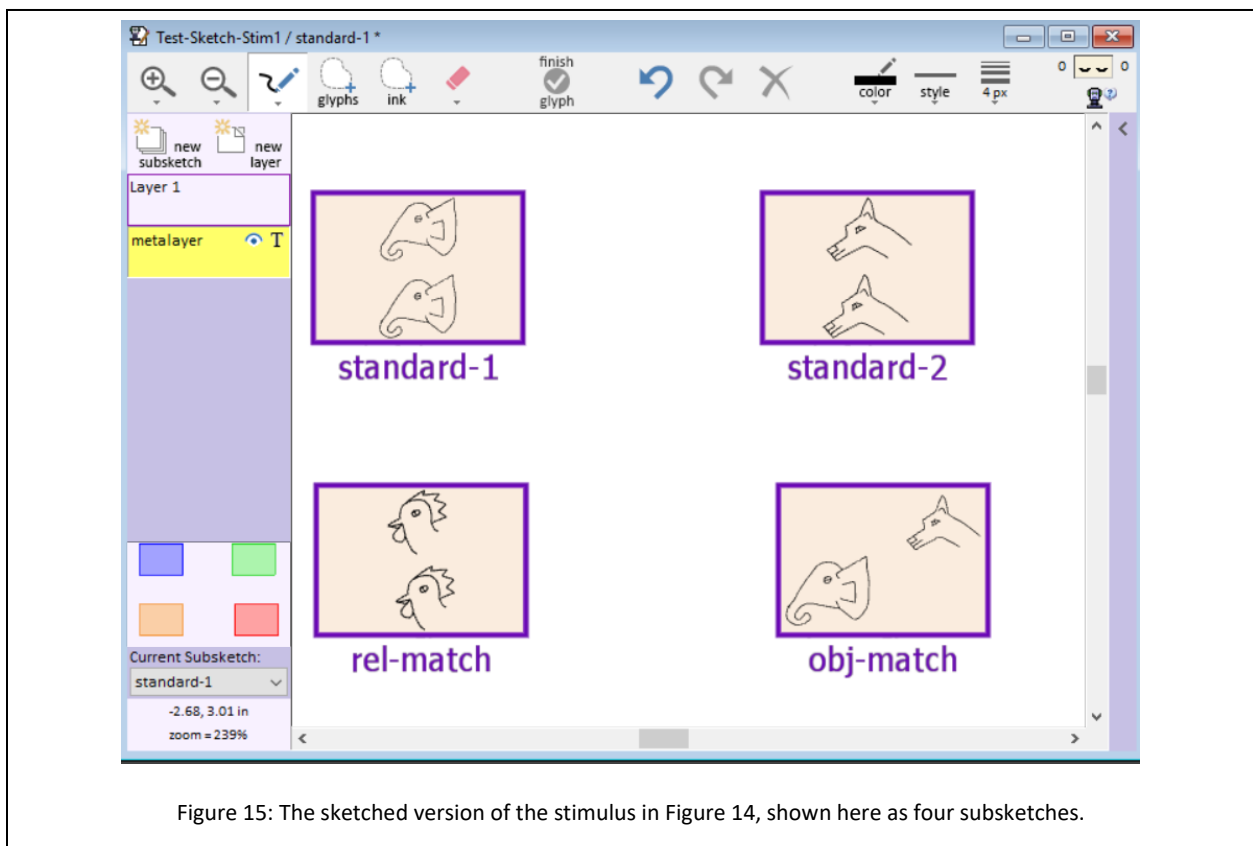 Test-Sketch-Stim1 / standard-1 *
glyphs
ink
finish
glyph
color
style
4 px
0
0
new
subsketch
new
layer
Layer 1
metalayer T
standard-1
standard-2
rel-match
obj-match
Current Subsketch:
standard-1
-2.68, 3.01 in
zoom = 239%
Figure 15: The sketched version of the stimulus in Figure 14, shown here as four subsketches.